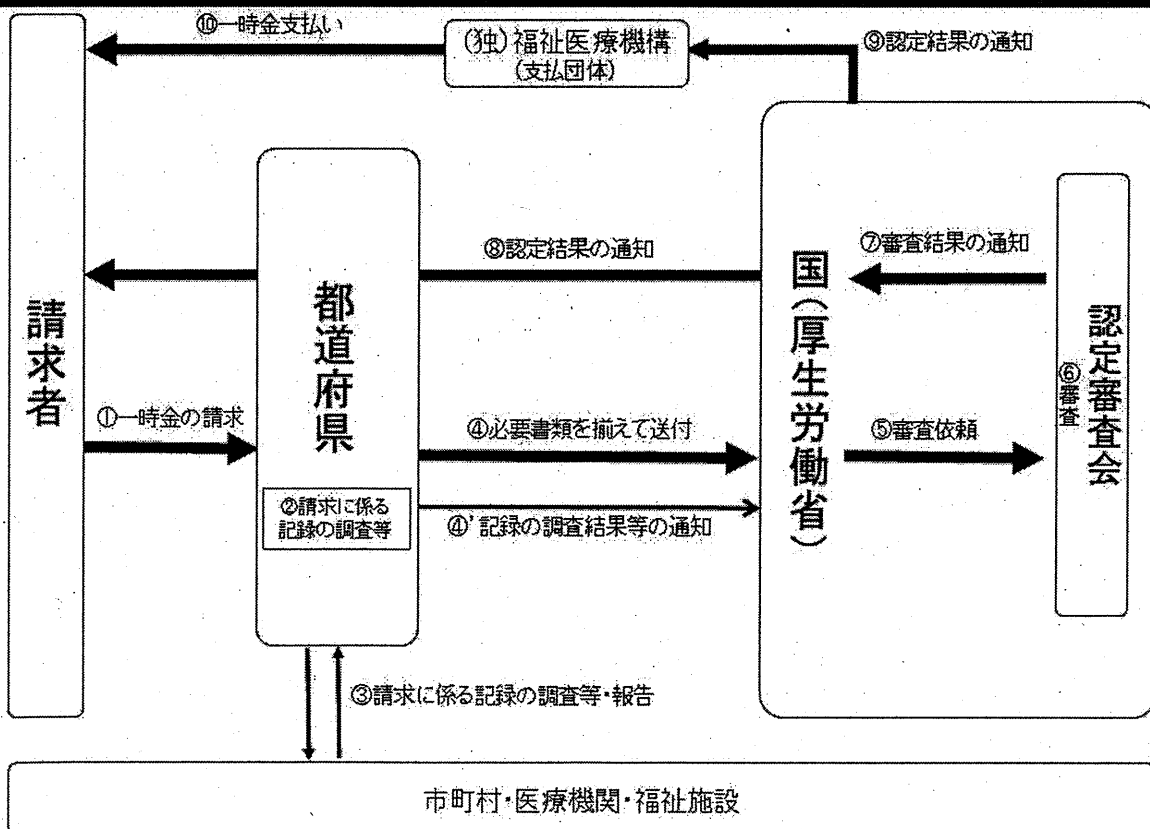 ⑩一時金支払い
(独)福祉医療機構
(支払団体)
⑨認定結果の通知
請求者
都道府県
⑧認定結果の通知
国(厚生労働省)
⑦審査結果の通知
認定審査会
⑥審査
①一時金の請求
④必要書類を揃えて送付
⑤審査依頼
②請求に係る
記録の調査等
④’記録の調査結果等の通知
③請求に係る記録の調査等・報告
市町村・医療機関・福祉施設